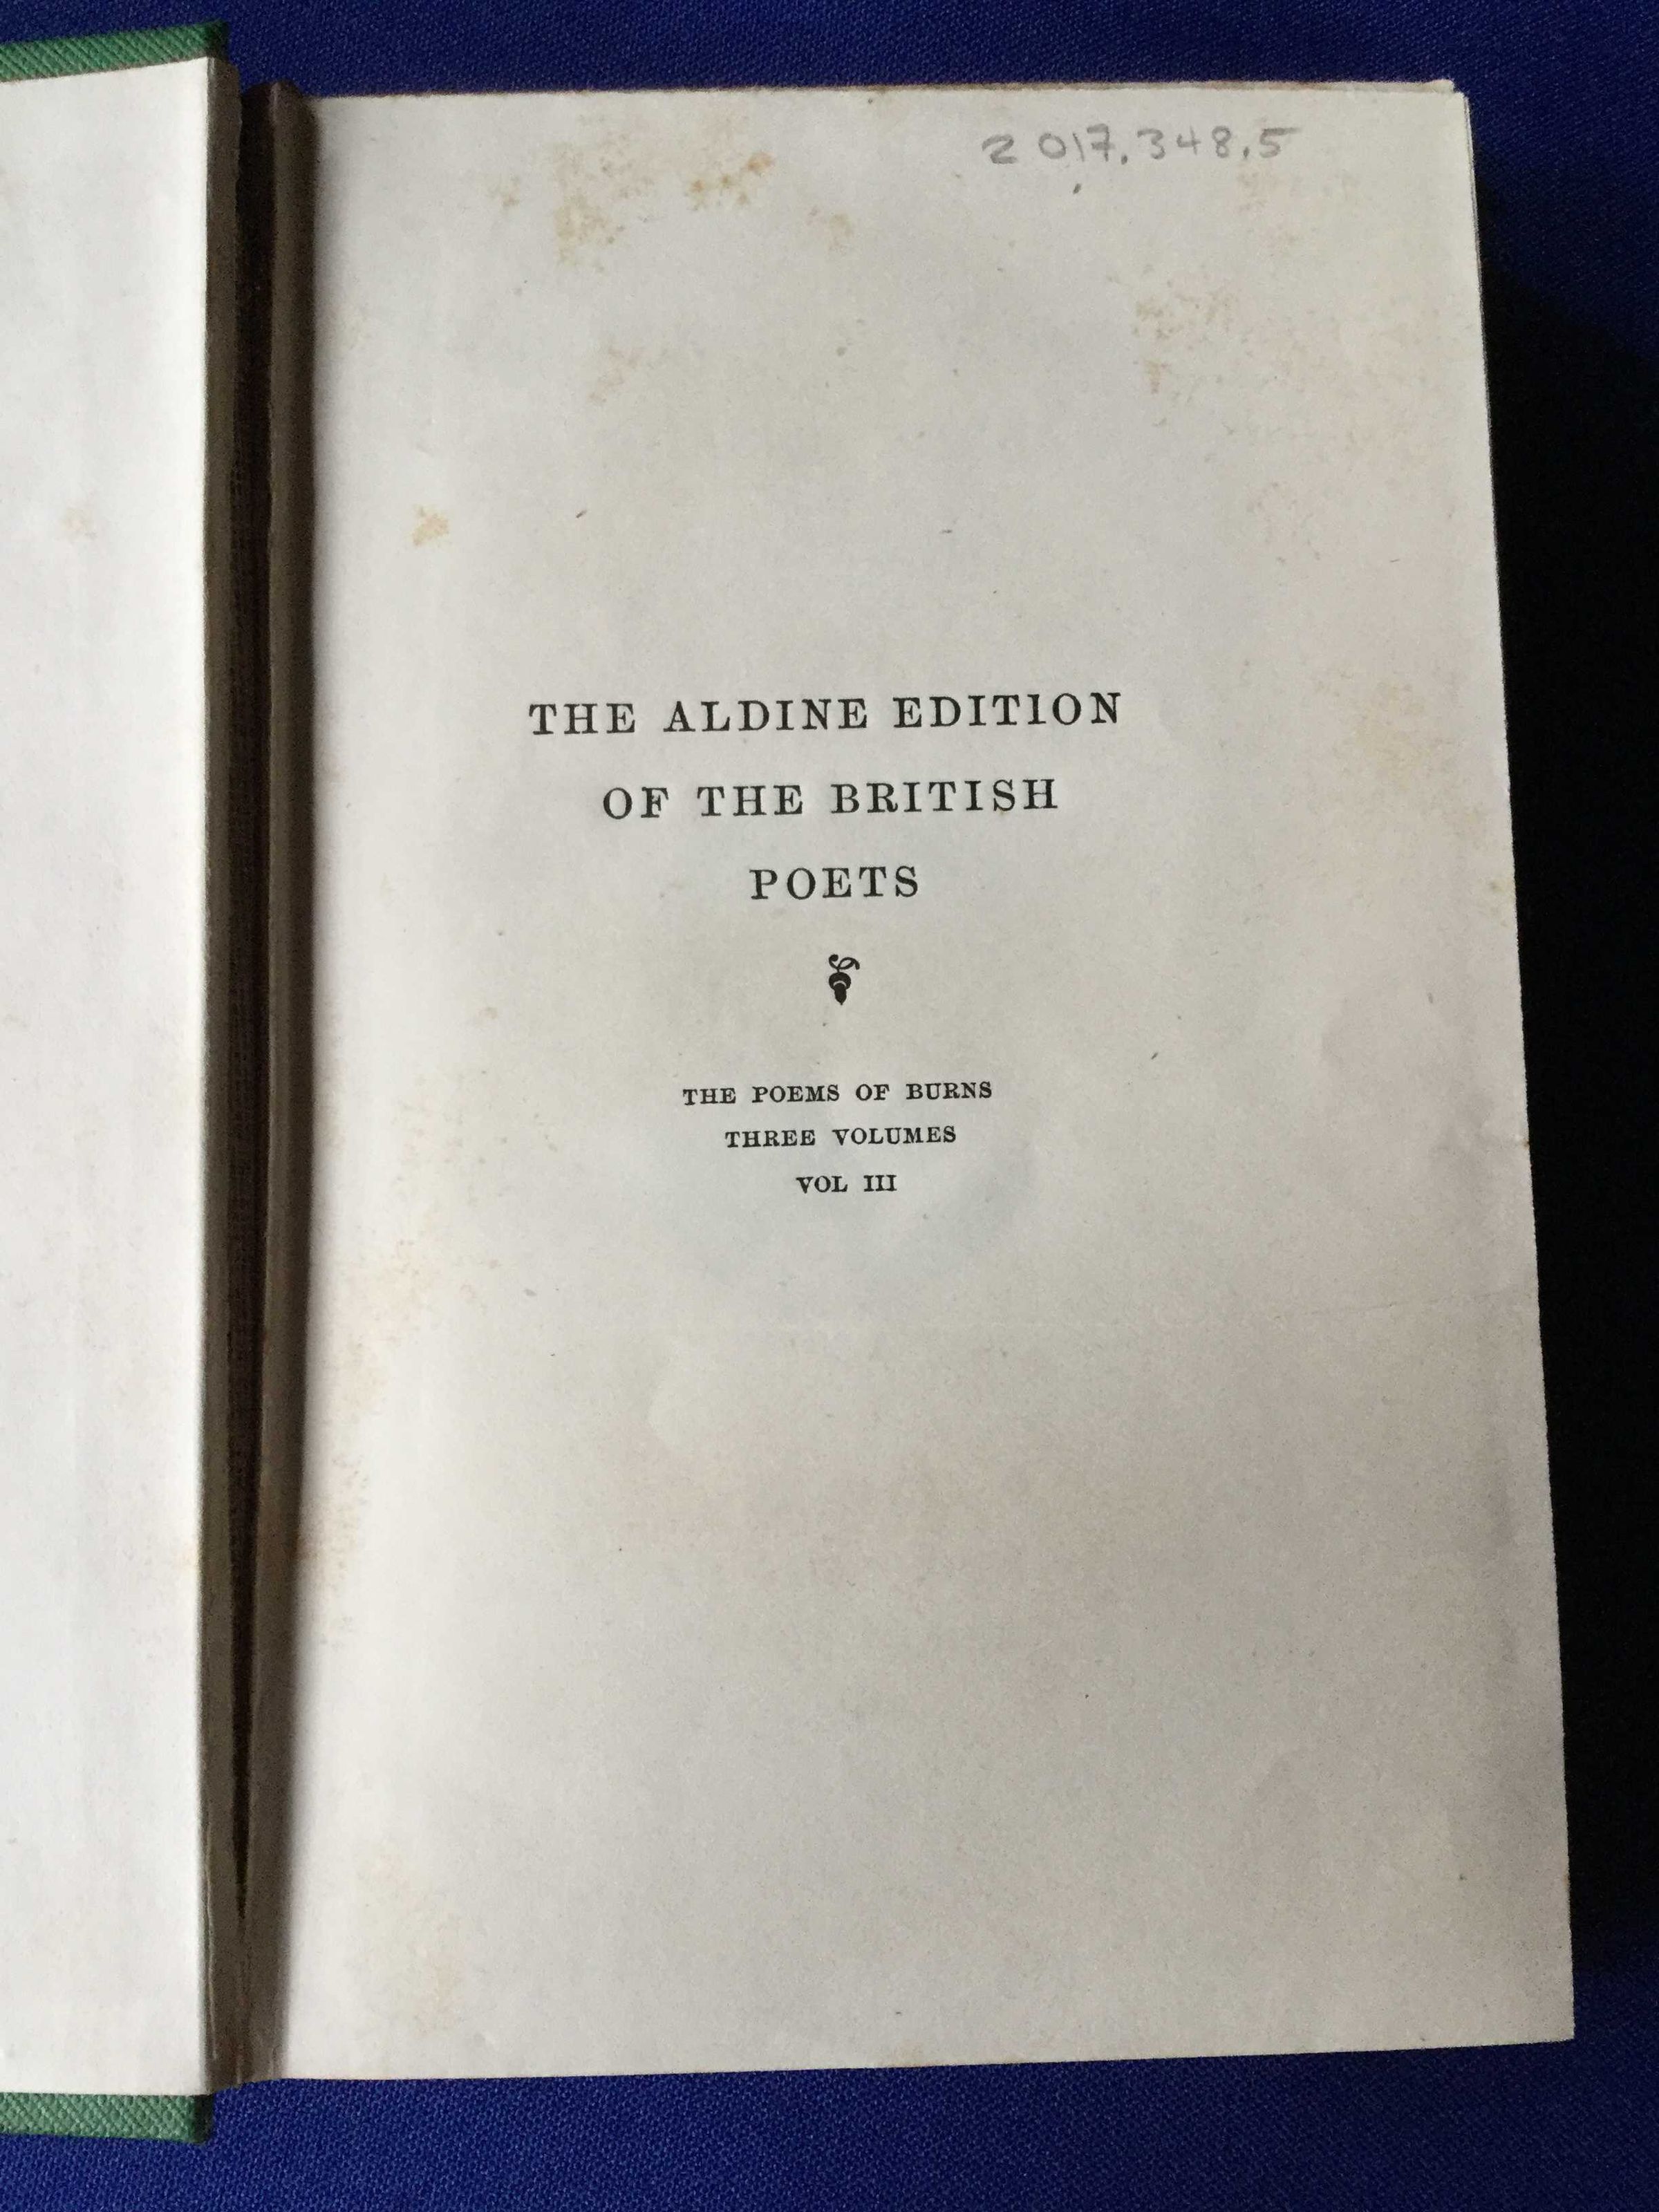 2017.348.5
THE ALDINE EDITION
OF THE BRITISH
POETS
THE POEMS OF BURNS
THREE VOLUMES
VOL III